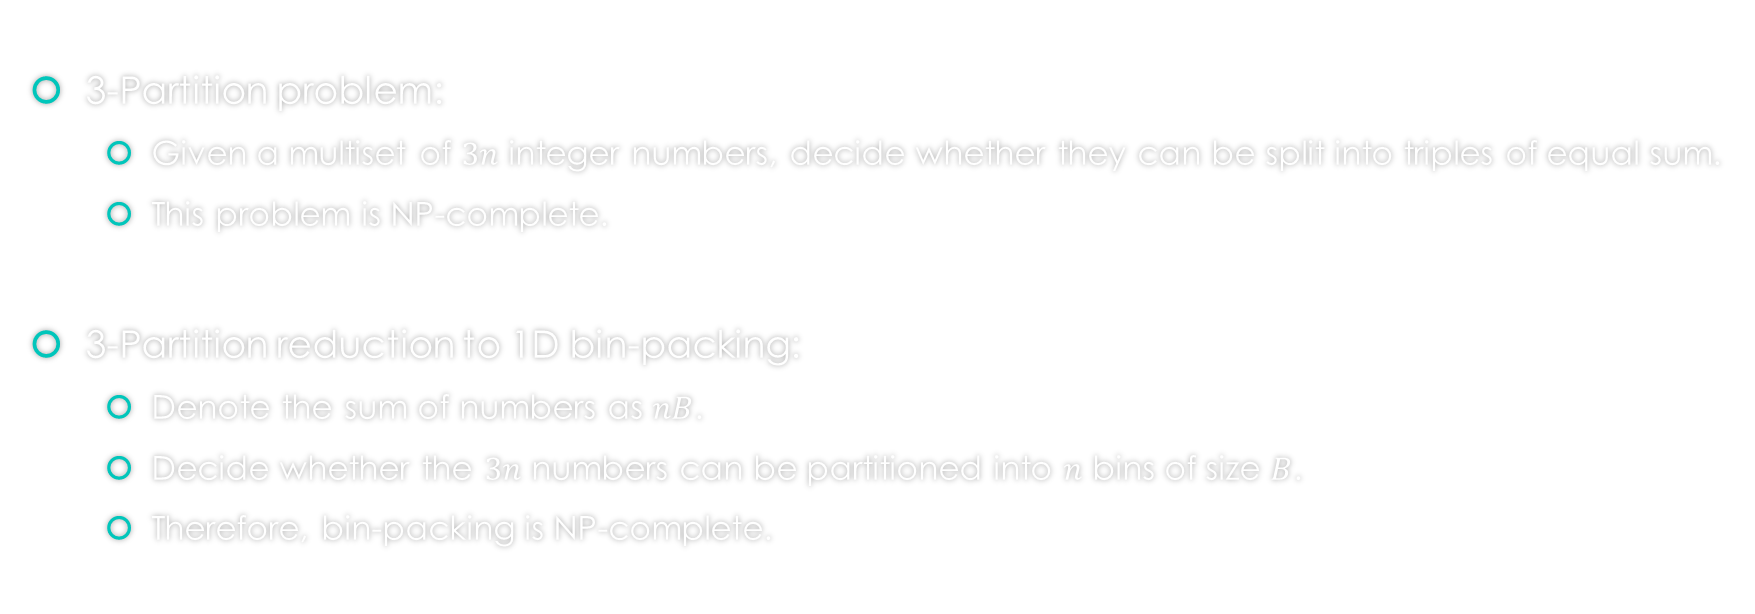 3-Partition problem:
Given a multiset of 3n integer numbers, decide whether they can be split into triples of equal sum.
This problem is NP-complete.
3-Partition reduction to 1D bin-packing:
Denote the sum of numbers as nB.
Decide whether the 3n numbers can be partitioned into n bins of size B.
Therefore, bin-packing is NP-complete.